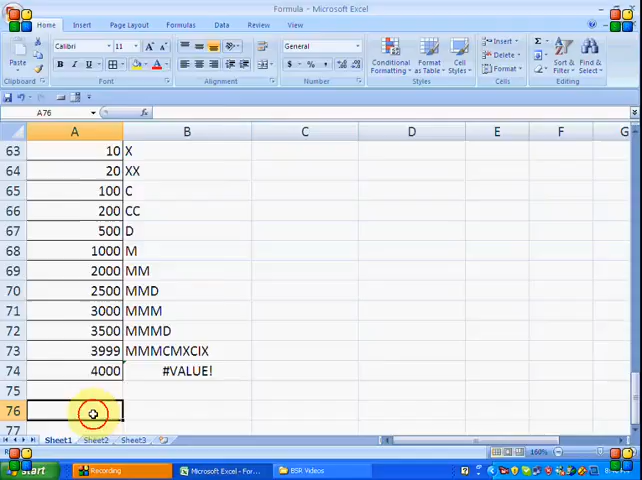 Formula - Microsoft Excel
Home Insert Page Layout Formulas Data Review View
Paste
Calibri 11 A A
B I U A
General
$ % ,
Conditional Formatting
Format as Table
Cell Styles
Insert
Delete
Format
Σ
Sort & Filter
Find & Select
Clipboard Font Alignment Number Styles Cells Editing
A76 fx
A B C D E F G
63 10 X
64 20 XX
65 100 C
66 200 CC
67 500 D
68 1000 M
69 2000 MM
70 2500 MMD
71 3000 MMM
72 3500 MMMD
73 3999 MMMCMXCIX
74 4000 #VALUE!
75
76
77
Sheet1 Sheet2 Sheet3
160%
start Recording Microsoft Excel - For... BSR Videos